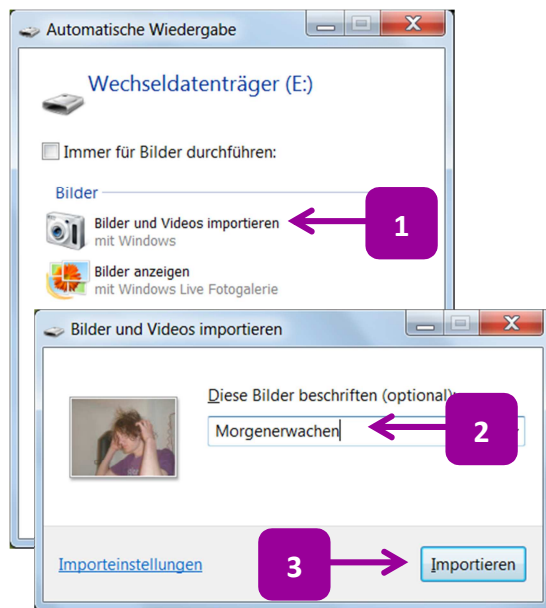 Automatische Wiedergabe
Wechseldatenträger (E:)
Immer für Bilder durchführen:
Bilder
Bilder und Videos importieren
mit Windows
1
Bilder anzeigen
mit Windows Live Fotogalerie
Bilder und Videos importieren
Diese Bilder beschriften (optional):
Morgenerwachen
2
Importeinstellungen
3
Importieren